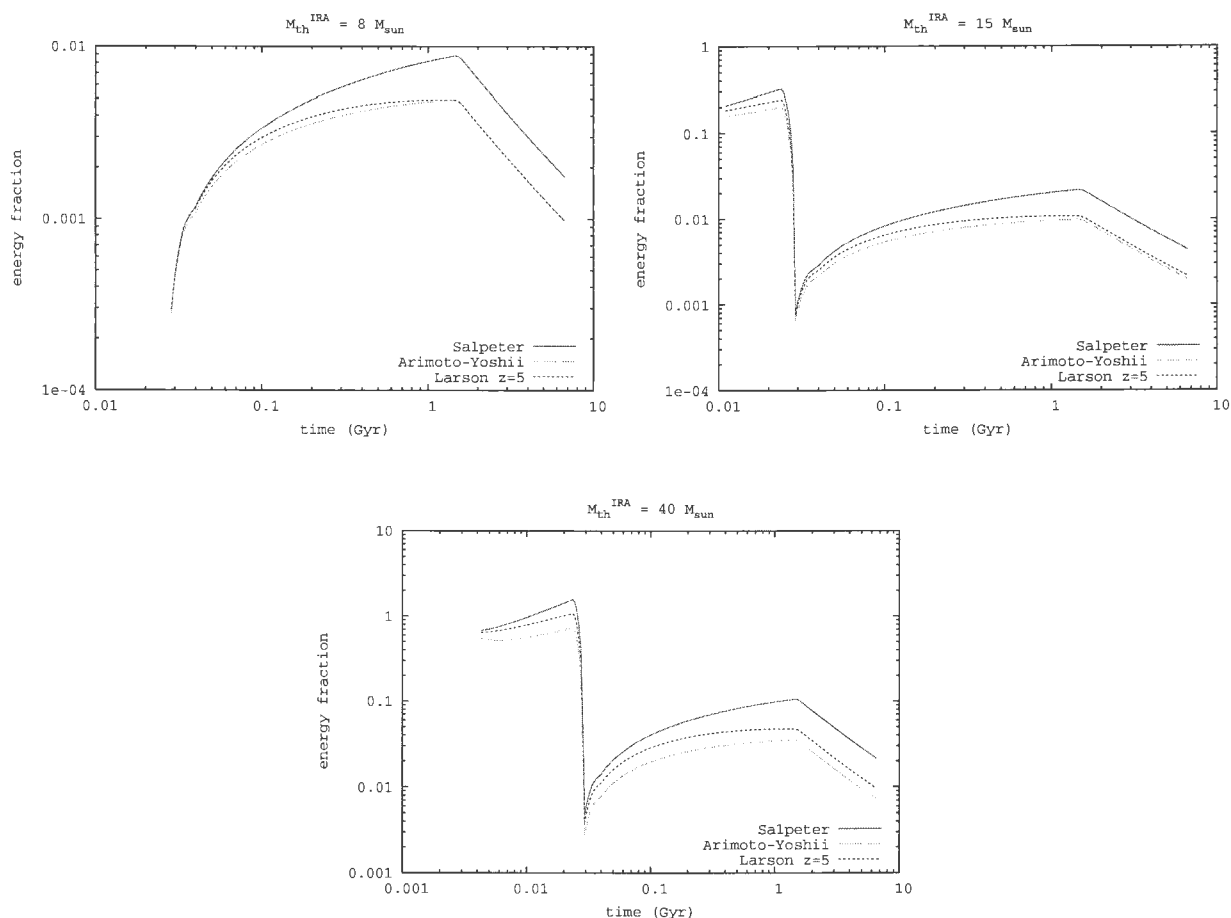 M_th^IRA = 8 M_sun
0.01
0.001
1e-04
energy fraction
Salpeter
Arimoto-Yoshii
Larson z=5
0.01
0.1
1
10
time (Gyr)
M_th^IRA = 15 M_sun
1
0.1
0.01
0.001
1e-04
energy fraction
Salpeter
Arimoto-Yoshii
Larson z=5
0.01
0.1
1
10
time (Gyr)
M_th^IRA = 40 M_sun
10
1
0.1
0.01
0.001
energy fraction
Salpeter
Arimoto-Yoshii
Larson z=5
0.001
0.01
0.1
1
10
time (Gyr)